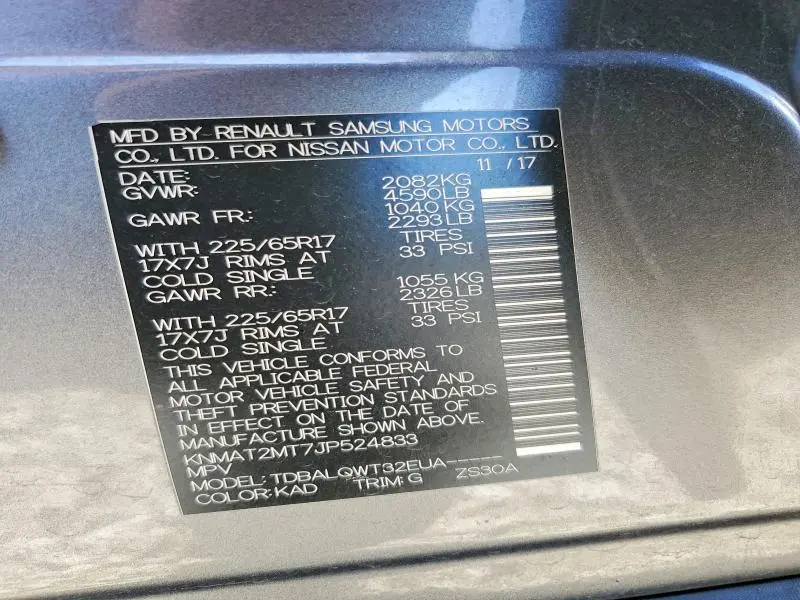 MFD BY RENAULT SAMSUNG MOTORS
CO., LTD. FOR NISSAN MOTOR CO., LTD.
DATE: 11 / 17
GVWR: 2082KG
4590LB
GAWR FR.: 1040 KG
2293 LB
WITH 225/65R17 TIRES
17X7J RIMS AT 33 PSI
COLD SINGLE
GAWR RR.: 1055 KG
2326 LB
WITH 225/65R17 TIRES
17X7J RIMS AT 33 PSI
COLD SINGLE
THIS VEHICLE CONFORMS TO
ALL APPLICABLE FEDERAL
MOTOR VEHICLE SAFETY AND
THEFT PREVENTION STANDARDS
IN EFFECT ON THE DATE OF
MANUFACTURE SHOWN ABOVE.
KNMAT2MT7JP524833
MPV
MODEL: TDBALQWT32EUA-----
COLOR: KAD TRIM: G ZS30A